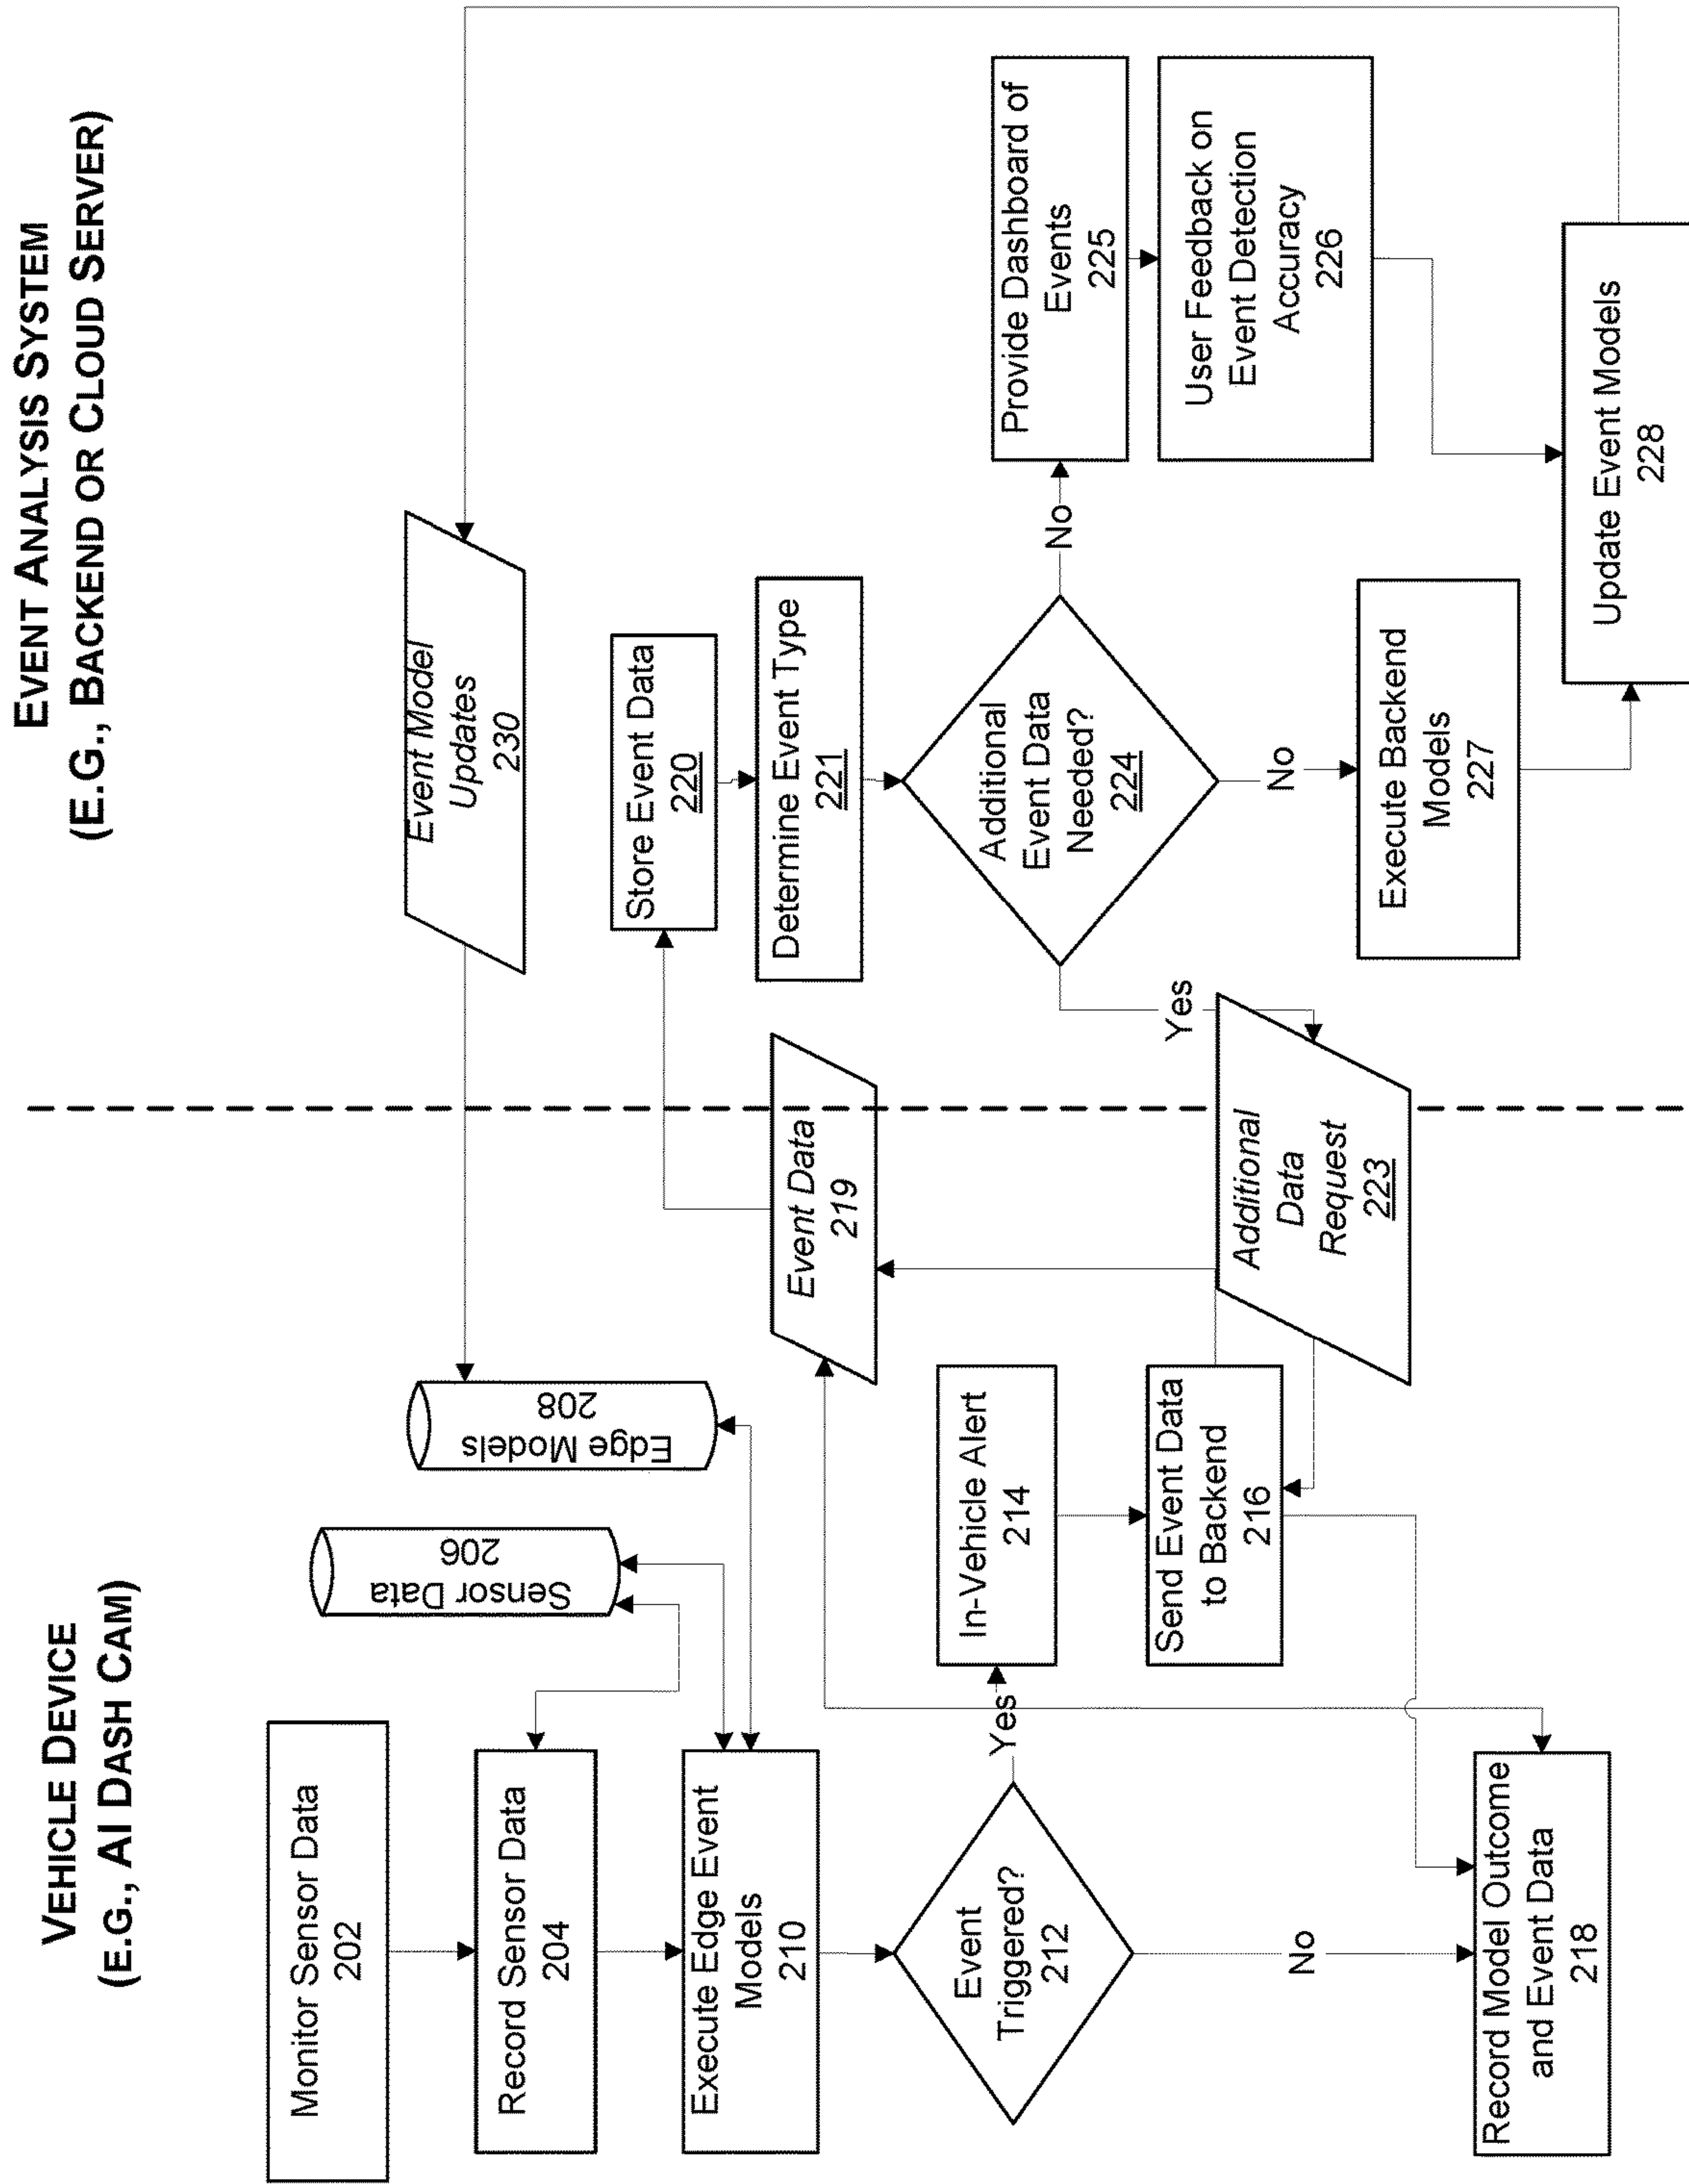 VEHICLE DEVICE
(E.G., AI DASH CAM)
Monitor Sensor Data
202
Record Sensor Data
204
Sensor Data
206
Edge Models
208
Execute Edge Event
Models
210
Event
Triggered?
212
Yes
No
In-Vehicle Alert
214
Send Event Data
to Backend
216
Record Model Outcome
and Event Data
218
Event Data
219
Additional
Data
Request
223
EVENT ANALYSIS SYSTEM
(E.G., BACKEND OR CLOUD SERVER)
Event Model
Updates
230
Store Event Data
220
Determine Event Type
221
Additional
Event Data
Needed?
224
Yes
No
No
Provide Dashboard of
Events
225
User Feedback on
Event Detection
Accuracy
226
Execute Backend
Models
227
Update Event Models
228